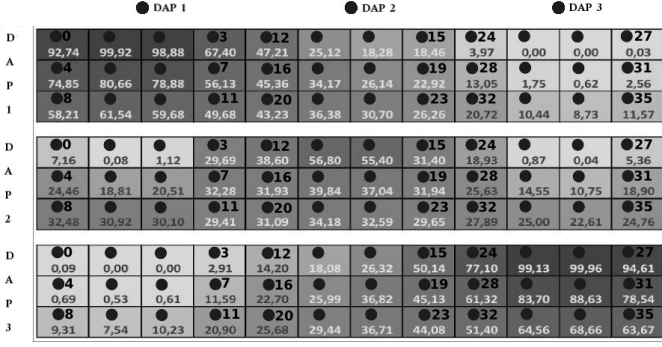 DAP 1 DAP 2 DAP 3
D A P 1
0 3 12 15 24 27
92,74 99,92 98,88 67,40 47,21 25,12 18,28 18,46 3,97 0,00 0,00 0,03
4 7 16 19 28 31
74,85 80,66 78,88 56,13 45,36 34,17 26,14 22,92 13,05 1,75 0,62 2,56
8 11 20 23 32 35
58,21 61,54 59,68 49,68 43,23 36,38 30,70 26,26 20,72 10,44 8,73 11,57
D A P 2
0 3 12 15 24 27
7,16 0,08 1,12 29,69 38,60 56,80 55,40 31,40 18,93 0,87 0,04 5,36
4 7 16 19 28 31
24,46 18,81 20,51 32,28 31,93 39,84 37,04 31,94 25,63 14,55 10,75 18,90
8 11 20 23 32 35
32,48 30,92 30,10 29,41 31,09 34,18 32,59 29,65 27,89 25,00 22,61 24,76
D A P 3
0 3 12 15 24 27
0,09 0,00 0,00 2,91 14,20 18,08 26,32 50,14 77,10 99,13 99,96 94,61
4 7 16 19 28 31
0,69 0,53 0,61 11,59 22,70 25,99 36,82 45,13 61,32 83,70 88,63 78,54
8 11 20 23 32 35
9,31 7,54 10,23 20,90 25,68 29,44 36,71 44,08 51,40 64,56 68,66 63,67